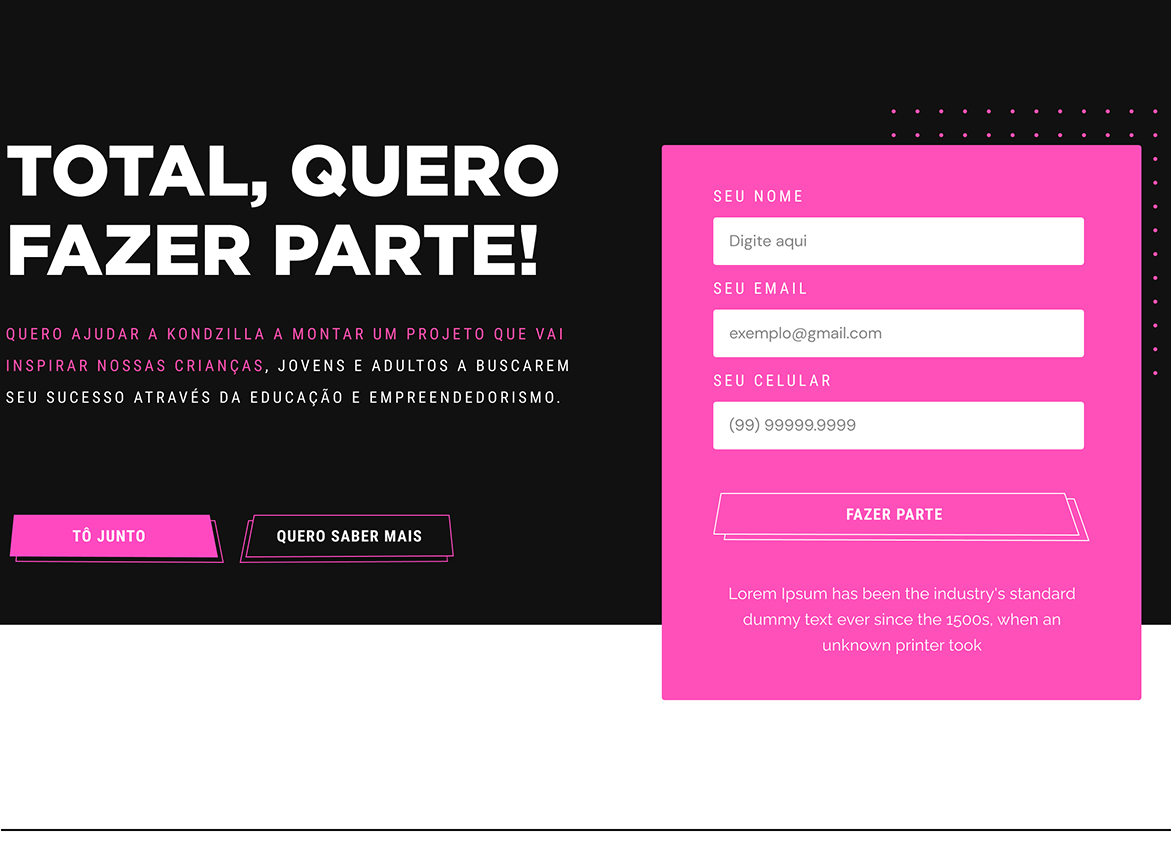 TOTAL, QUERO
FAZER PARTE!
QUERO AJUDAR A KONDZILLA A MONTAR UM PROJETO QUE VAI
INSPIRAR NOSSAS CRIANÇAS, JOVENS E ADULTOS A BUSCAREM
SEU SUCESSO ATRAVÉS DA EDUCAÇÃO E EMPREENDEDORISMO.
TÔ JUNTO
QUERO SABER MAIS
SEU NOME
Digite aqui
SEU EMAIL
exemplo@gmail.com
SEU CELULAR
(99) 99999.9999
FAZER PARTE
Lorem Ipsum has been the industry's standard
dummy text ever since the 1500s, when an
unknown printer took